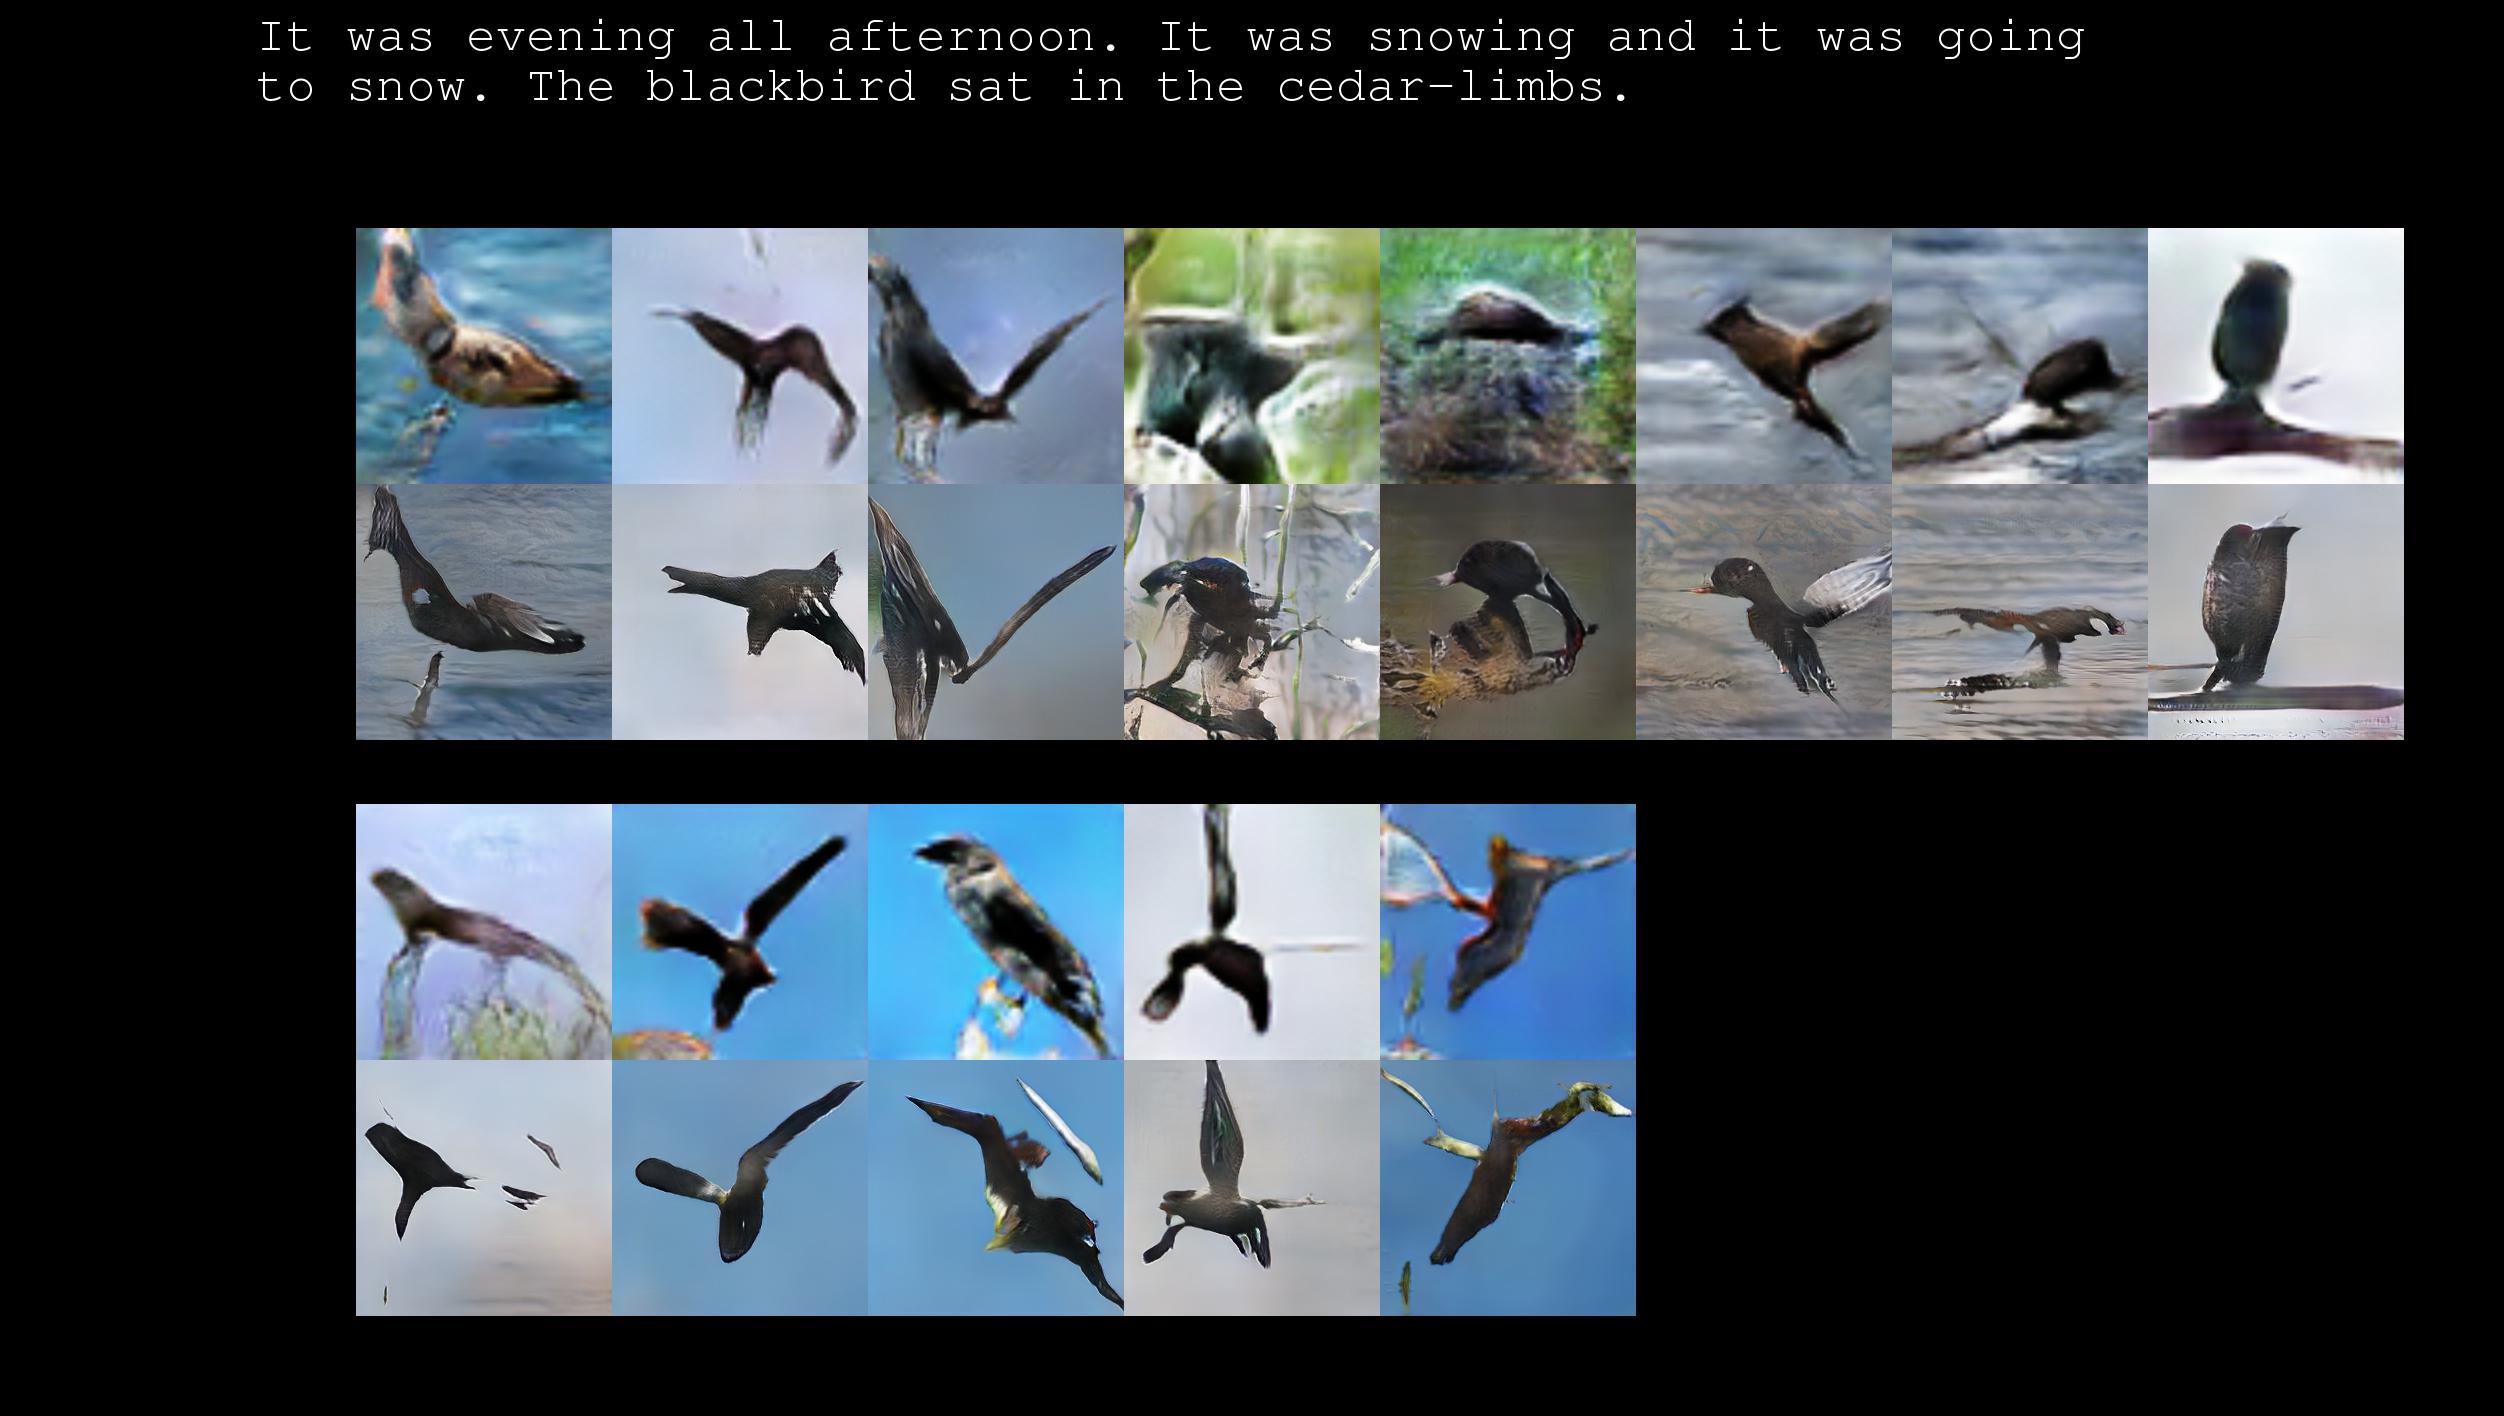 It was evening all afternoon. It was snowing and it was going
to snow. The blackbird sat in the cedar-limbs.